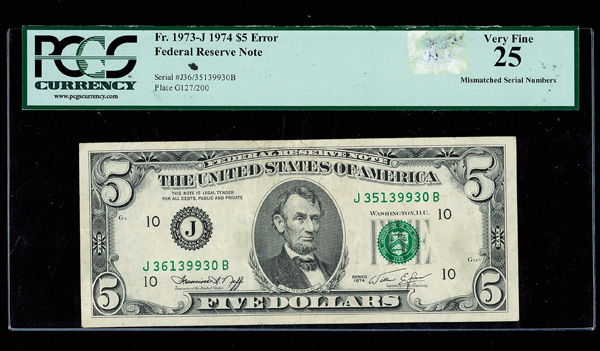 PCGS
CURRENCY
www.pcgscurrency.com
Fr. 1973-J 1974 $5 Error
Federal Reserve Note
Serial #J36/35139930B
Plate G127/200
Very Fine
25
Mismatched Serial Numbers
FEDERAL RESERVE NOTE
THE UNITED STATES OF AMERICA
5
5
THIS NOTE IS LEGAL TENDER
FOR ALL DEBTS, PUBLIC AND PRIVATE
J 35139930 B
WASHINGTON, D.C.
10
10
J
FIVE
J 36139930 B
10
10
SERIES
1974
5
FIVE DOLLARS
5